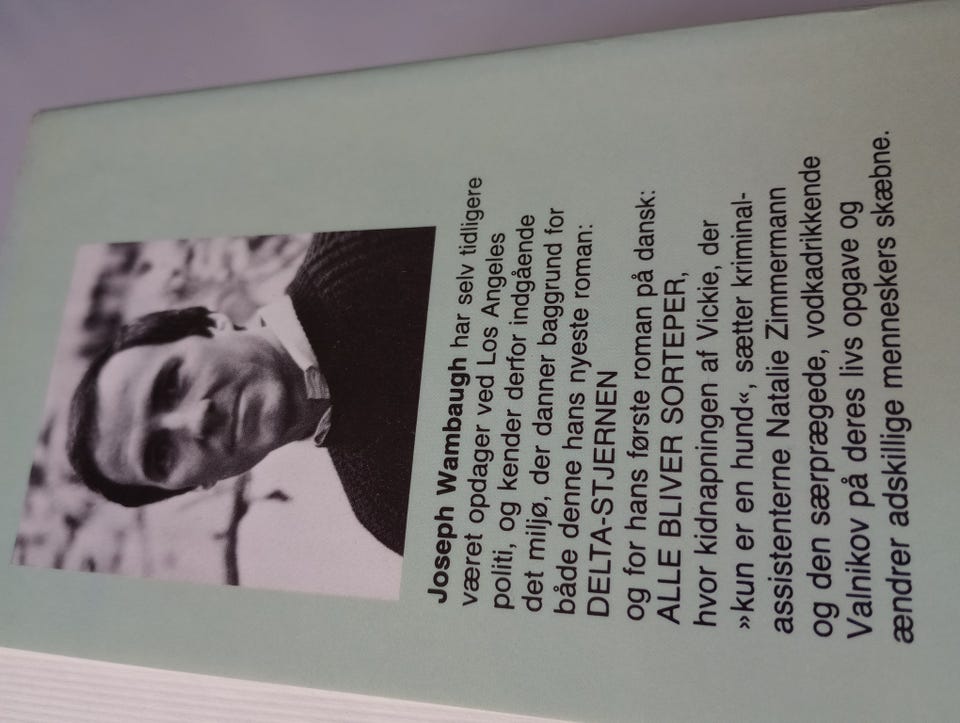 Joseph Wambaugh har selv tidligere
været opdager ved Los Angeles
politi, og kender derfor indgående
det miljø, der danner baggrund for
både denne hans nyeste roman:
DELTA-STJERNEN
og for hans første roman på dansk:
ALLE BLIVER SORTEPER,
hvor kidnapningen af Vickie, der
»kun er en hund«, sætter kriminal-
assistenterne Natalie Zimmermann
og den særprægede, vodkadrikkende
Valnikov på deres livs opgave og
ændrer adskillige menneskers skæbne.